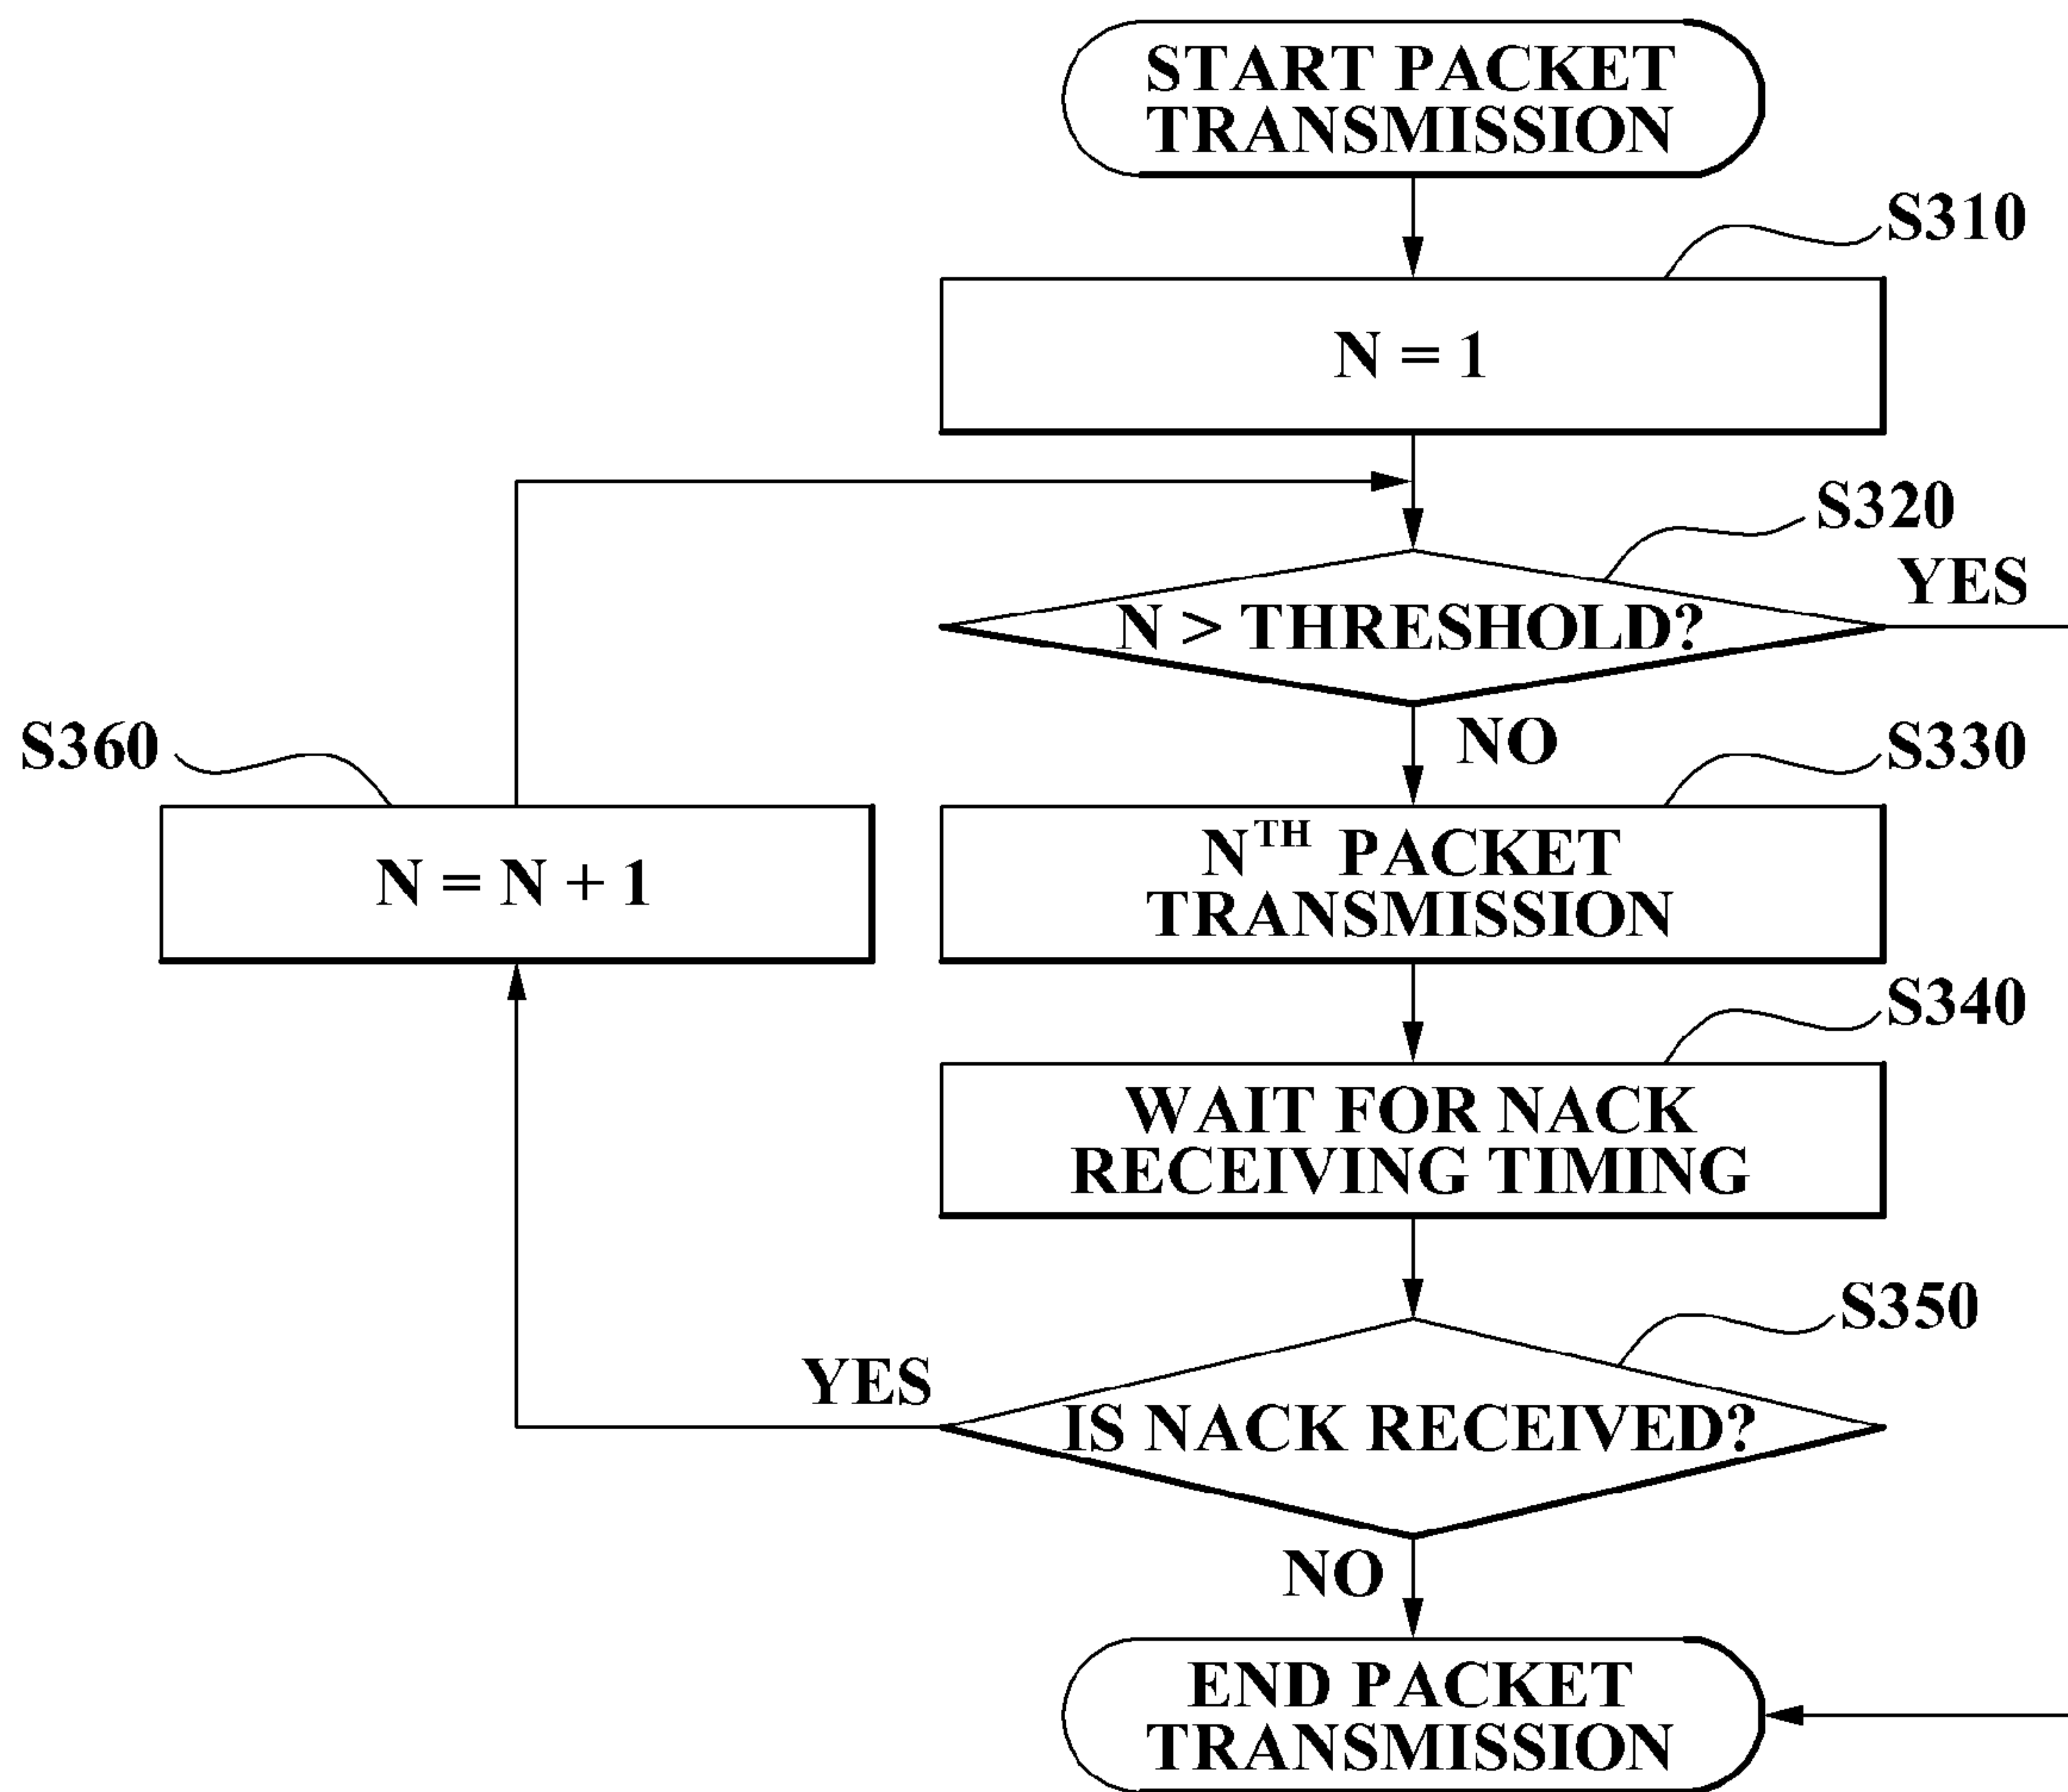 START PACKET
TRANSMISSION
S310
N = 1
S320
YES
N > THRESHOLD?
NO
S360
S330
N = N + 1
NTH PACKET
TRANSMISSION
S340
WAIT FOR NACK
RECEIVING TIMING
S350
YES
IS NACK RECEIVED?
NO
END PACKET
TRANSMISSION